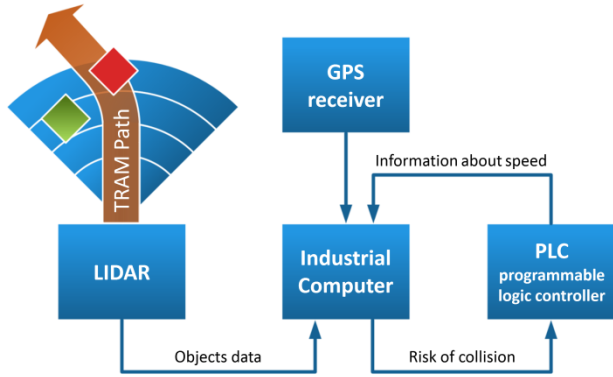 TRAM Path
GPS
receiver
Information about speed
LIDAR
Industrial
Computer
PLC
programmable
logic controller
Objects data
Risk of collision